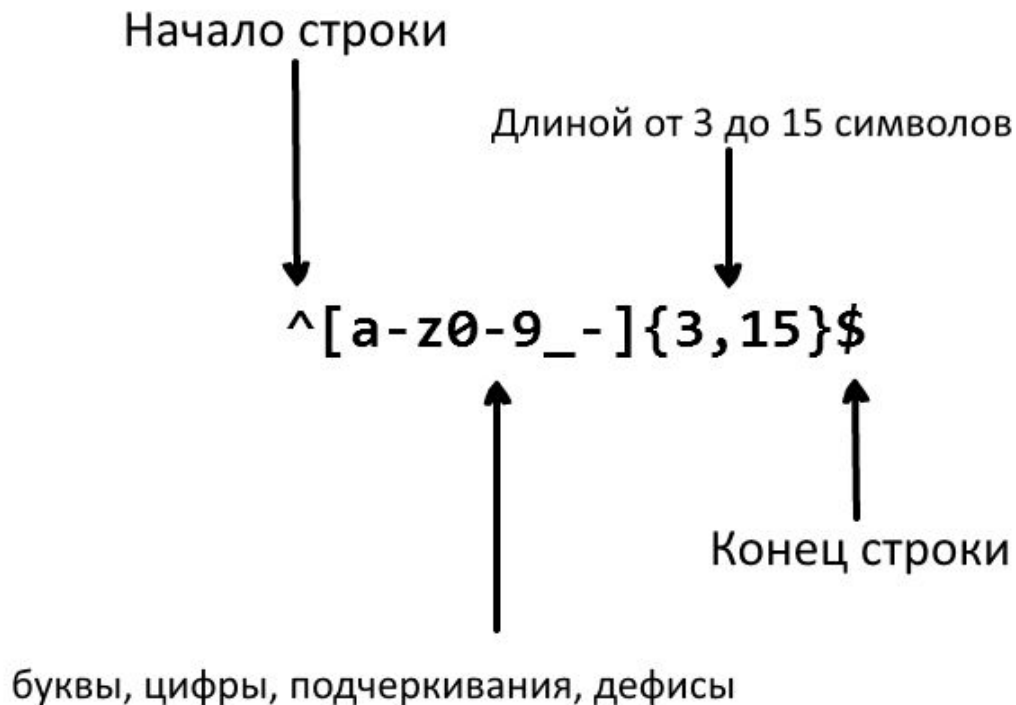 Начало строки
Длиной от 3 до 15 символов
^[a-z0-9_-]{3,15}$
Конец строки
буквы, цифры, подчеркивания, дефисы